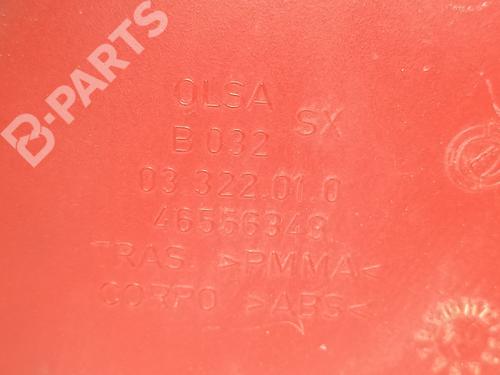 B-PARTS
OLSA SX
B 032
03 322.01.0
46556348
TRAS. >PMMA<
CORPO >ABS<